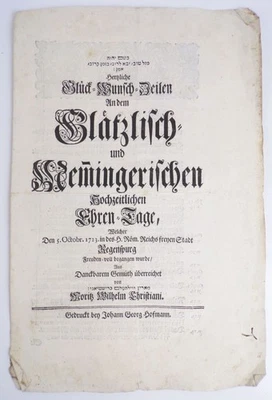 Hertzliche
Glück-Wunsch-Zeilen
An dem
Glätzlisch-
und
Mem̅ingerischen
Hochzeitlichen
Ehren-Tage,
Welcher
Den 5. Octobr. 1713. in des H. Röm. Reichs freyen Stadt
Regenspurg
Freuden-voll begangen wurde/
Aus
Danckbarem Gemüth überreichet
von
Moritz Wilhelm Christiani.
Gedruckt bey Johann Georg Hofmann.